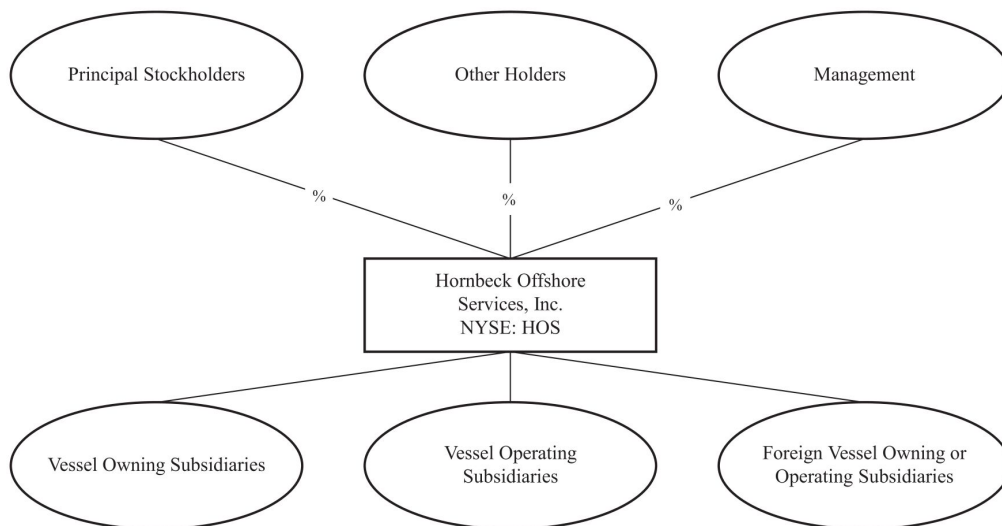 Principal Stockholders
Other Holders
Management
%
%
%
Hornbeck Offshore
Services, Inc.
NYSE: HOS
Vessel Owning Subsidiaries
Vessel Operating
Subsidiaries
Foreign Vessel Owning or
Operating Subsidiaries